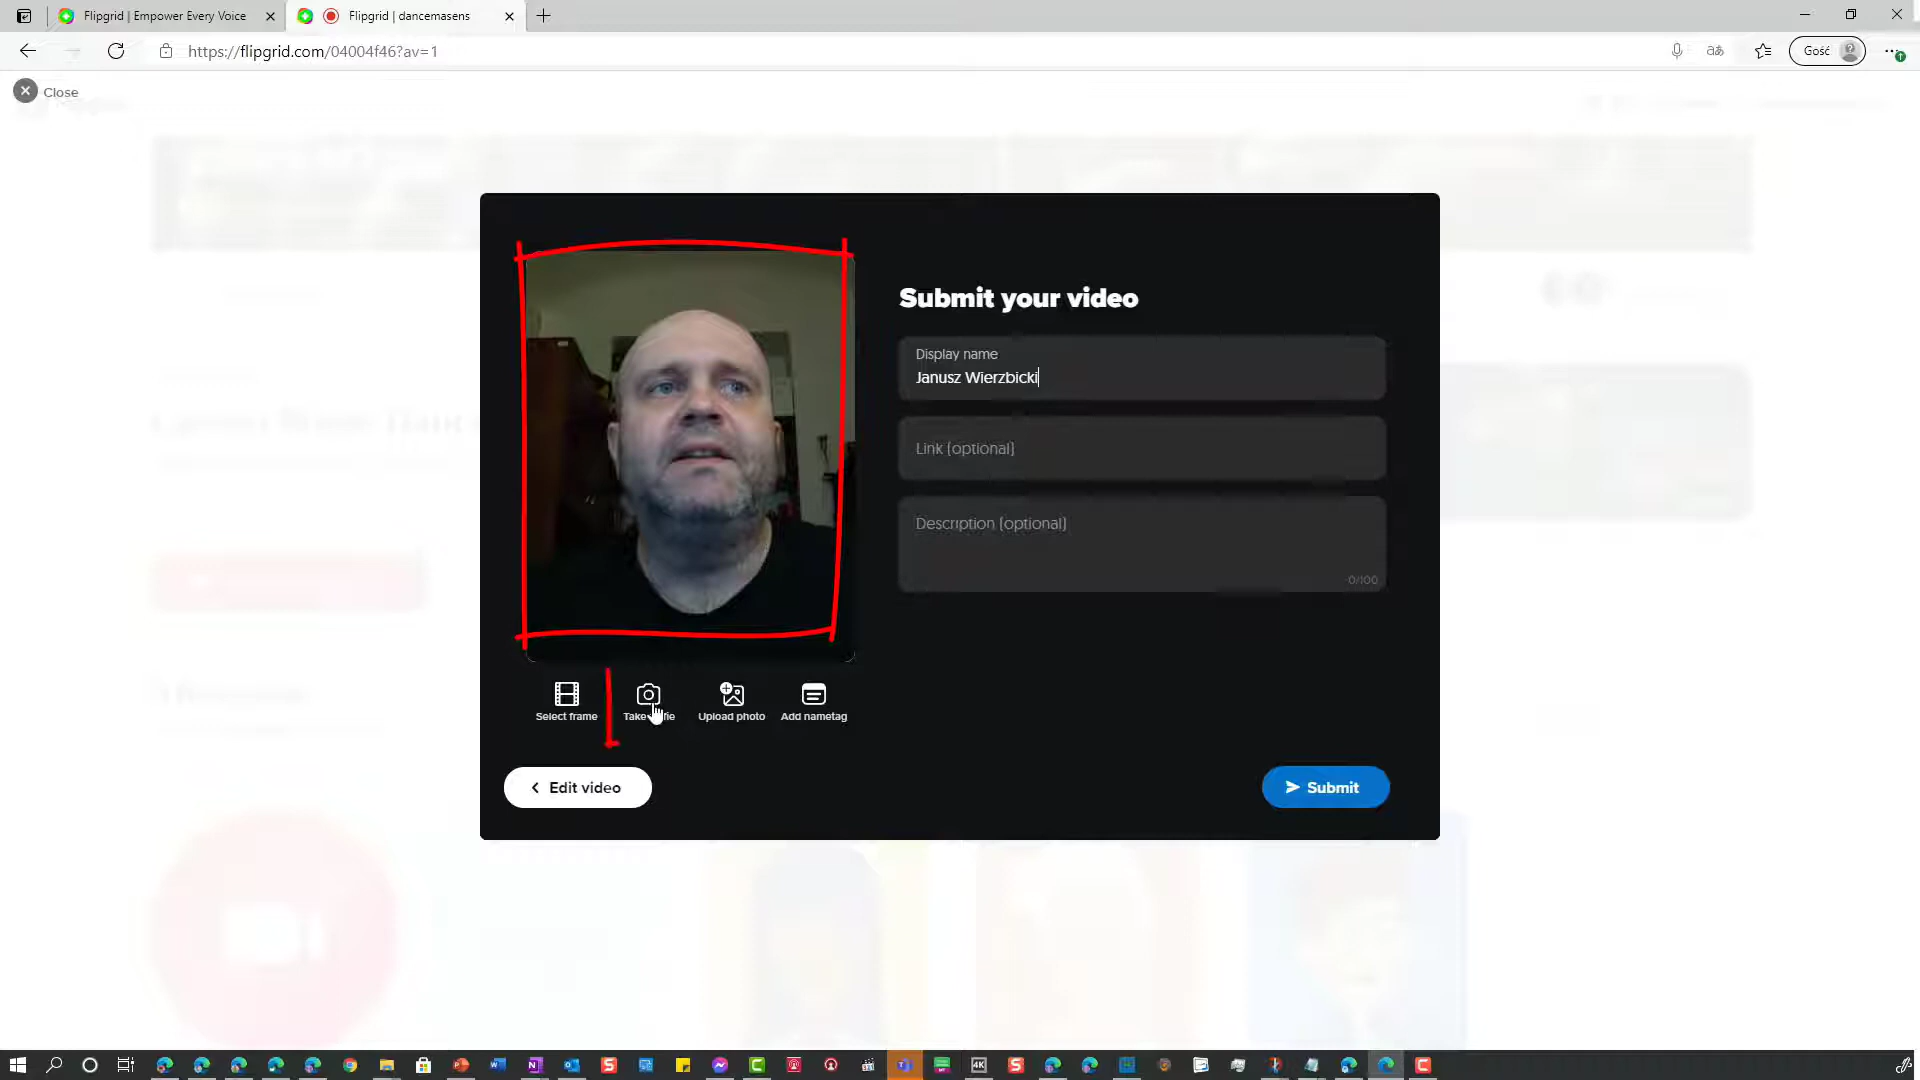 Flipgrid | Empower Every Voice
Flipgrid | dancemasens
https://flipgrid.com/04004f46?av=1
Gość
Close
Submit your video
Display name
Janusz Wierzbicki
Link (optional)
Description (optional)
0/100
Select frame
Upload photo
Add nametag
Edit video
Submit
4K